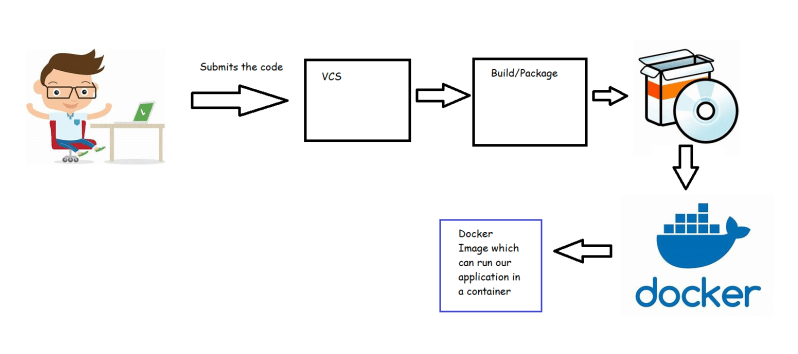 Submits the code
VCS
Build/Package
docker
Docker
Image which
can run our
application in
a container